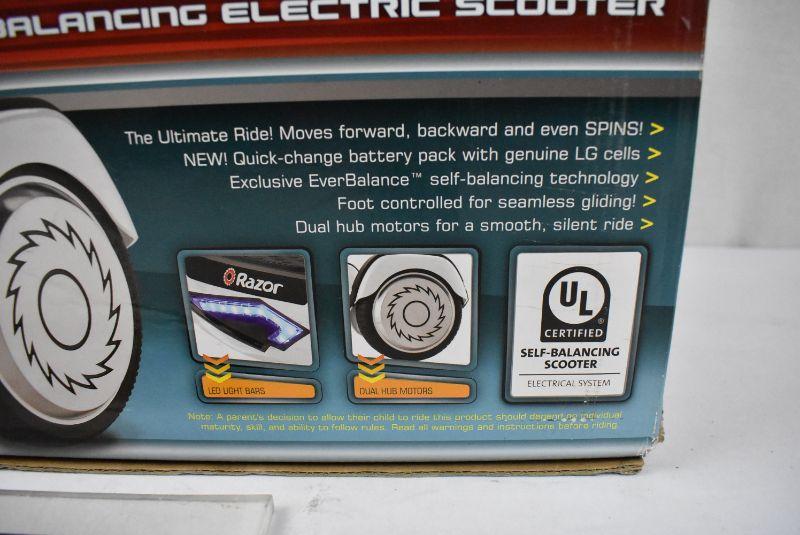 BALANCING ELECTRIC SCOOTER
The Ultimate Ride! Moves forward, backward and even SPINS! >
NEW! Quick-change battery pack with genuine LG cells >
Exclusive EverBalance™ self-balancing technology >
Foot controlled for seamless gliding! >
Dual hub motors for a smooth, silent ride >
Razor
LED LIGHT BARS
DUAL HUB MOTORS
UL
CERTIFIED
®
SELF-BALANCING
SCOOTER
ELECTRICAL SYSTEM
Note: A parent's decision to allow their child to ride this product should depend on individual
maturity, skill, and ability to follow rules. Read all warnings and instructions before riding.